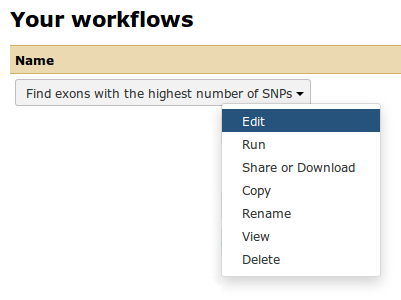 Your workflows
Name
Find exons with the highest number of SNPs
Edit
Run
Share or Download
Copy
Rename
View
Delete